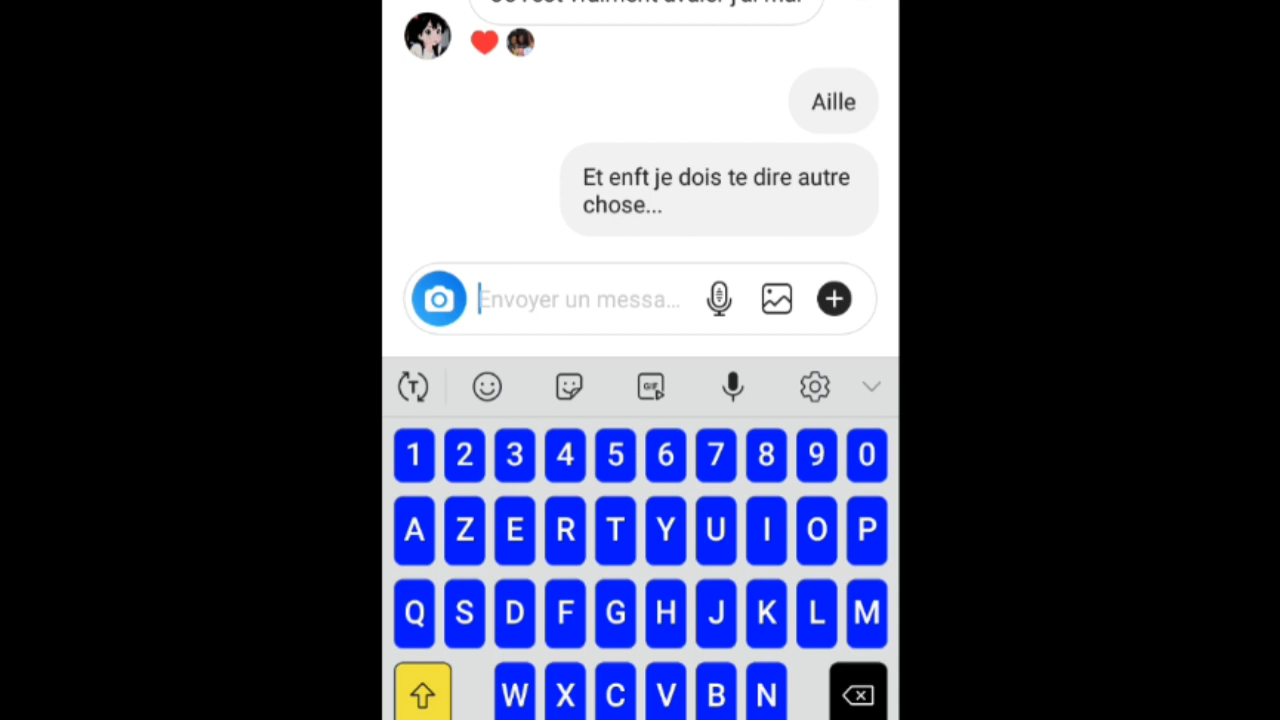 Aille
Et enft je dois te dire autre
chose...
Envoyer un messa...
GIF
1 2 3 4 5 6 7 8 9 0
A Z E R T Y U I O P
Q S D F G H J K L M
W X C V B N